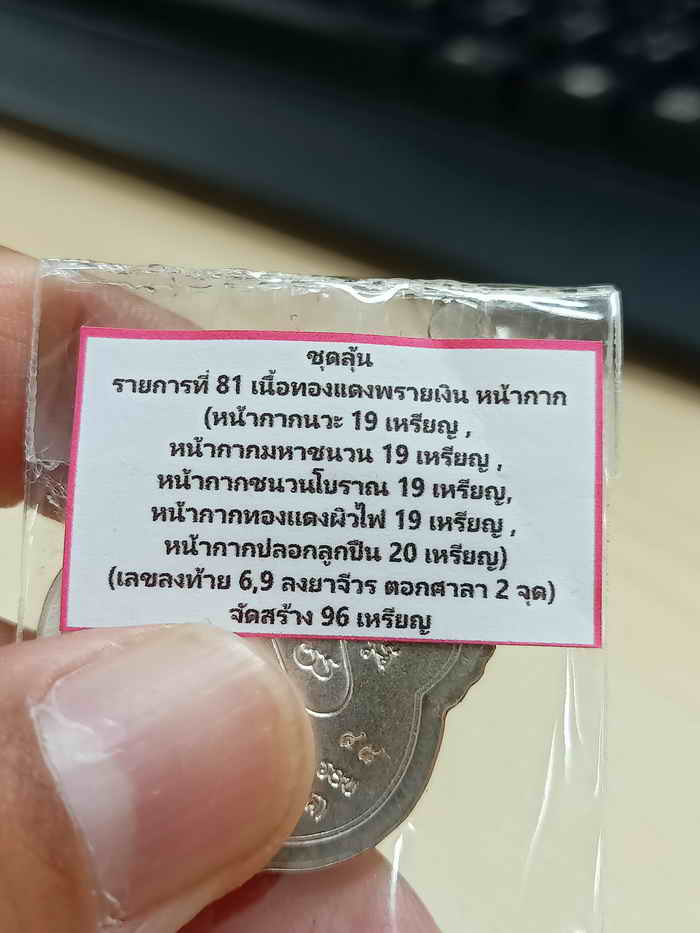 ชุดลุ้น
รายการที่ 81 เนื้อทองแดงพรายเงิน หน้ากาก
(หน้ากากนวะ 19 เหรียญ ,
หน้ากากมหาชนวน 19 เหรียญ ,
หน้ากากชนวนโบราณ 19 เหรียญ,
หน้ากากทองแดงผิวไฟ 19 เหรียญ ,
หน้ากากปลอกลูกปืน 20 เหรียญ)
(เลขลงท้าย 6,9 ลงยาจีวร ตอกศาลา 2 จุด)
จัดสร้าง 96 เหรียญ